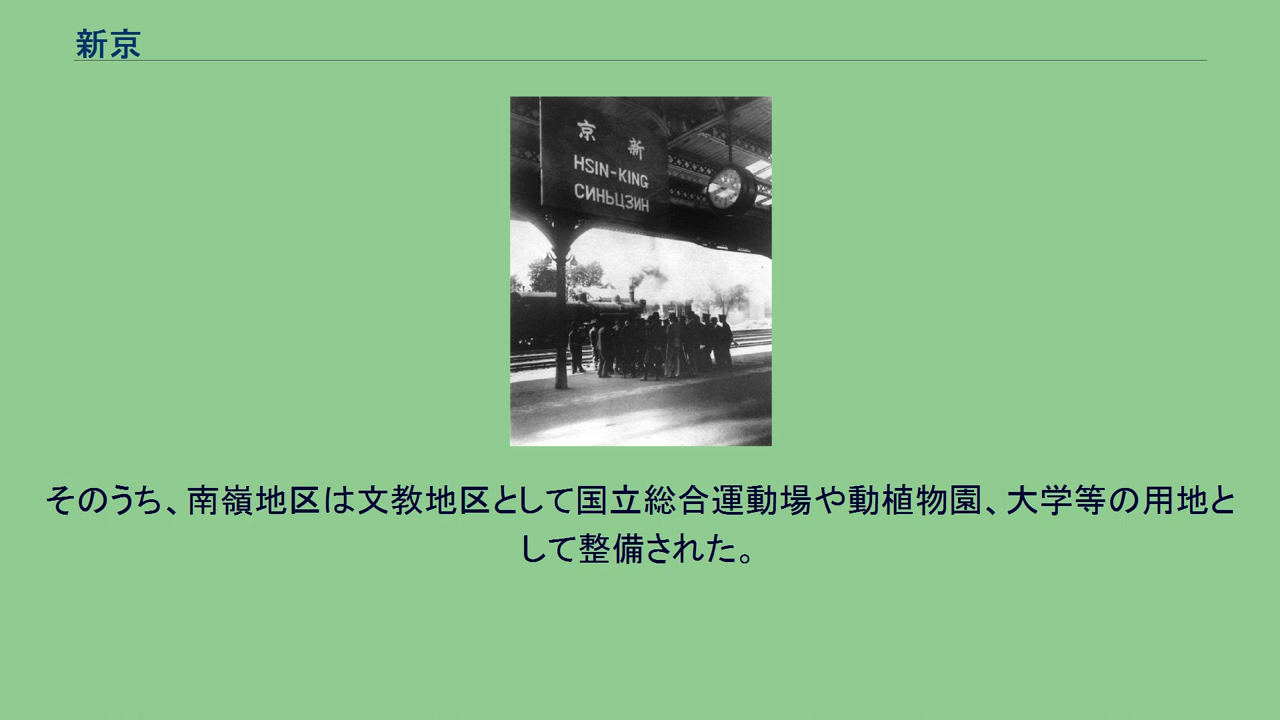 新京
京 新
HSIN-KING
СИНЬЦЗИН
そのうち、南嶺地区は文教地区として国立総合運動場や動植物園、大学等の用地と
して整備された。